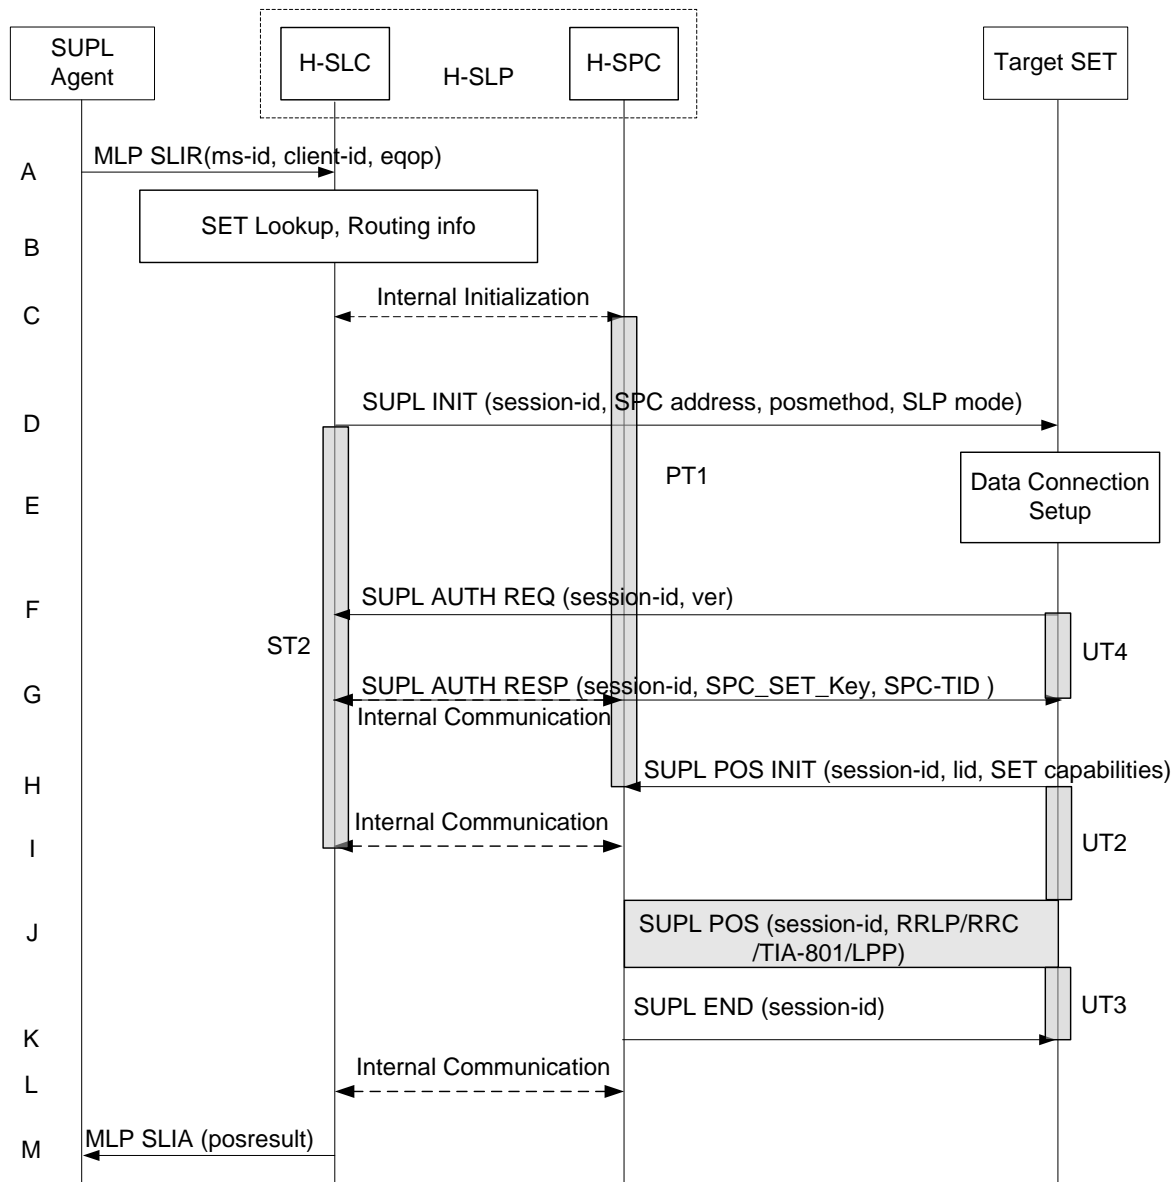 SUPL
Agent
H-SLC
H-SLP
H-SPC
Target SET
A
MLP SLIR(ms-id, client-id, eqop)
B
SET Lookup, Routing info
C
Internal Initialization
D
SUPL INIT (session-id, SPC address, posmethod, SLP mode)
E
PT1
Data Connection
Setup
F
SUPL AUTH REQ (session-id, ver)
ST2
UT4
G
SUPL AUTH RESP (session-id, SPC_SET_Key, SPC-TID )
Internal Communication
H
SUPL POS INIT (session-id, lid, SET capabilities)
I
Internal Communication
UT2
J
SUPL POS (session-id, RRLP/RRC
/TIA-801/LPP)
K
SUPL END (session-id)
UT3
L
Internal Communication
M
MLP SLIA (posresult)